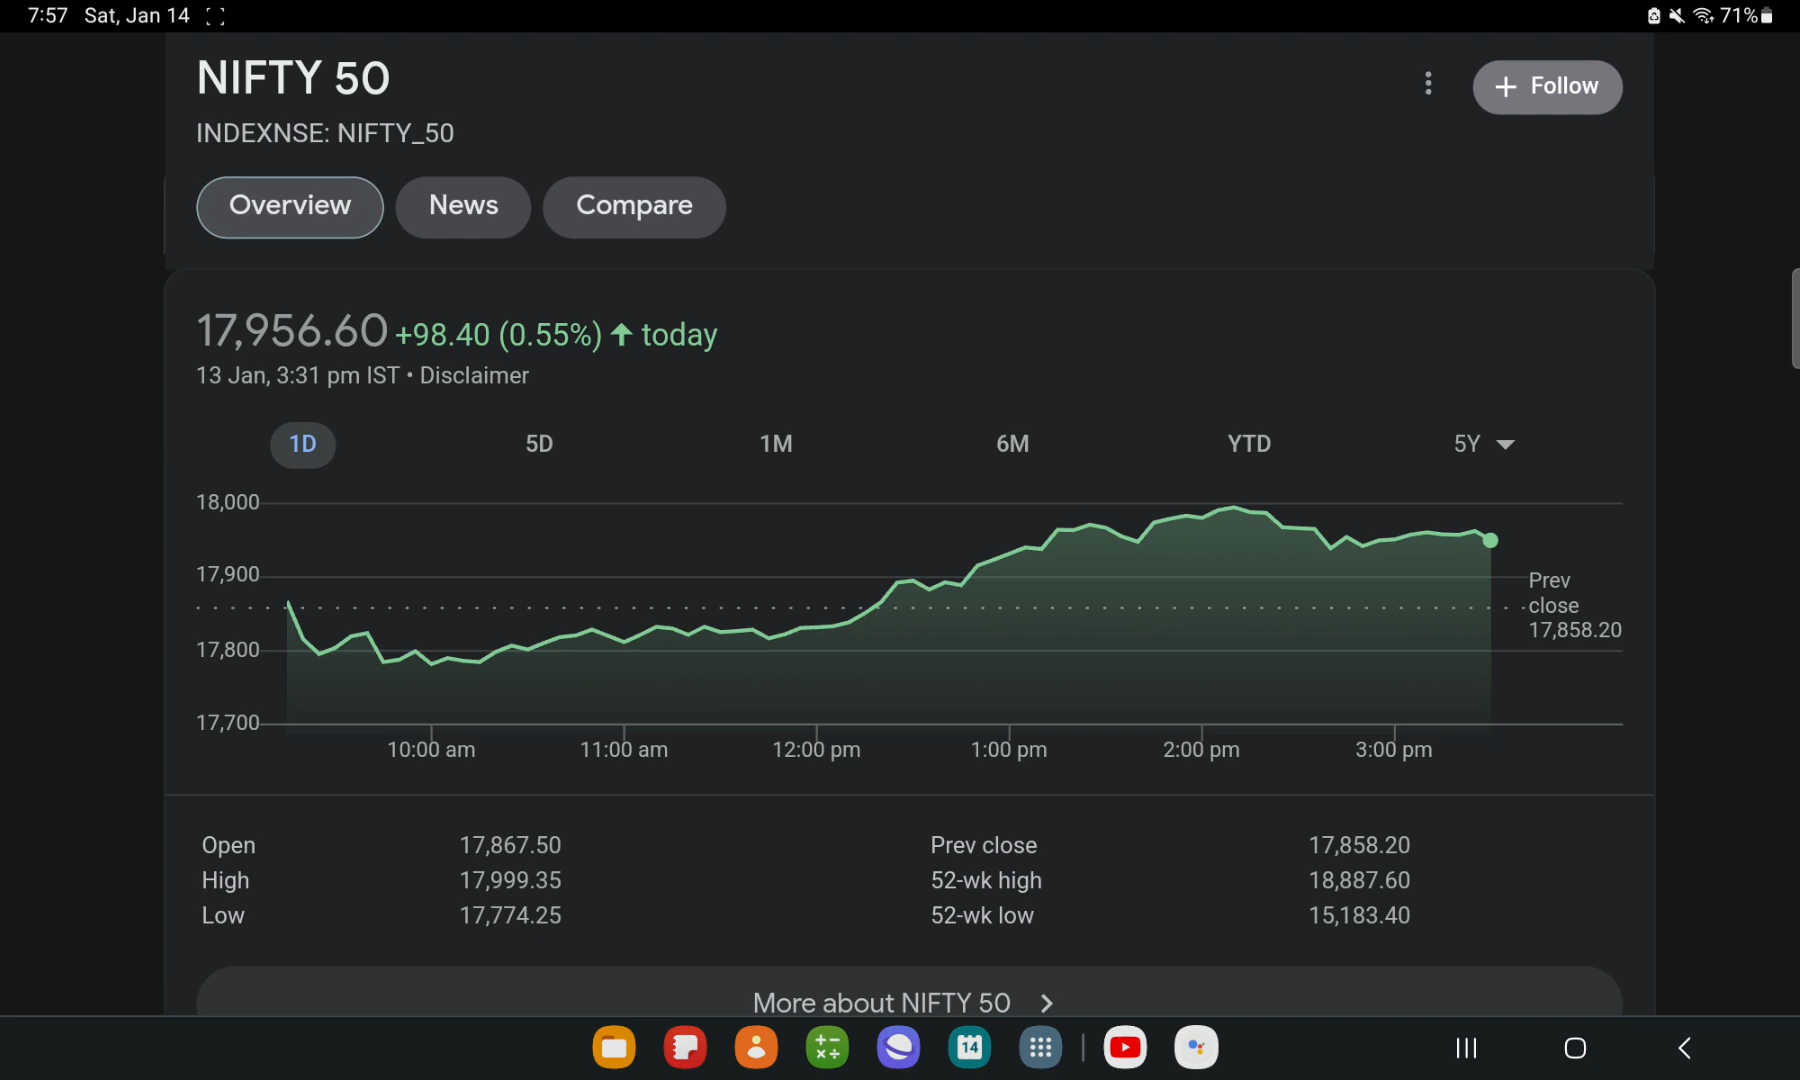 7:57 Sat, Jan 14
71%
NIFTY 50
+ Follow
INDEXNSE: NIFTY_50
Overview News Compare
17,956.60 +98.40 (0.55%) ↑ today
13 Jan, 3:31 pm IST • Disclaimer
1D 5D 1M 6M YTD 5Y
18,000
17,900
17,800
17,700
Prev
close
17,858.20
10:00 am 11:00 am 12:00 pm 1:00 pm 2:00 pm 3:00 pm
Open 17,867.50 Prev close 17,858.20
High 17,999.35 52-wk high 18,887.60
Low 17,774.25 52-wk low 15,183.40
More about NIFTY 50
14